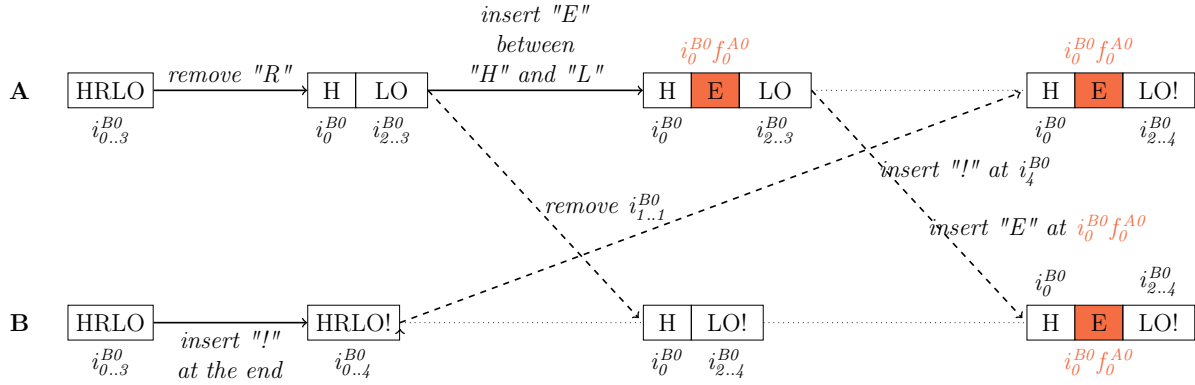 insert "E"
between
"H" and "L"
remove "R"
i_0^{B0} f_0^{A0}
i_0^{B0} f_0^{A0}
A
HRLO
H LO
H E LO
H E LO!
i_{0..3}^{B0}
i_0^{B0} i_{2..3}^{B0}
i_0^{B0} i_{2..3}^{B0}
i_0^{B0} i_{2..4}^{B0}
insert "!" at i_4^{B0}
remove i_{1..1}^{B0}
insert "E" at i_0^{B0} f_0^{A0}
i_0^{B0} i_{2..4}^{B0}
B
HRLO
HRLO!
H LO!
H E LO!
insert "!"
at the end
i_{0..3}^{B0}
i_{0..4}^{B0}
i_0^{B0} i_{2..4}^{B0}
i_0^{B0} f_0^{A0}